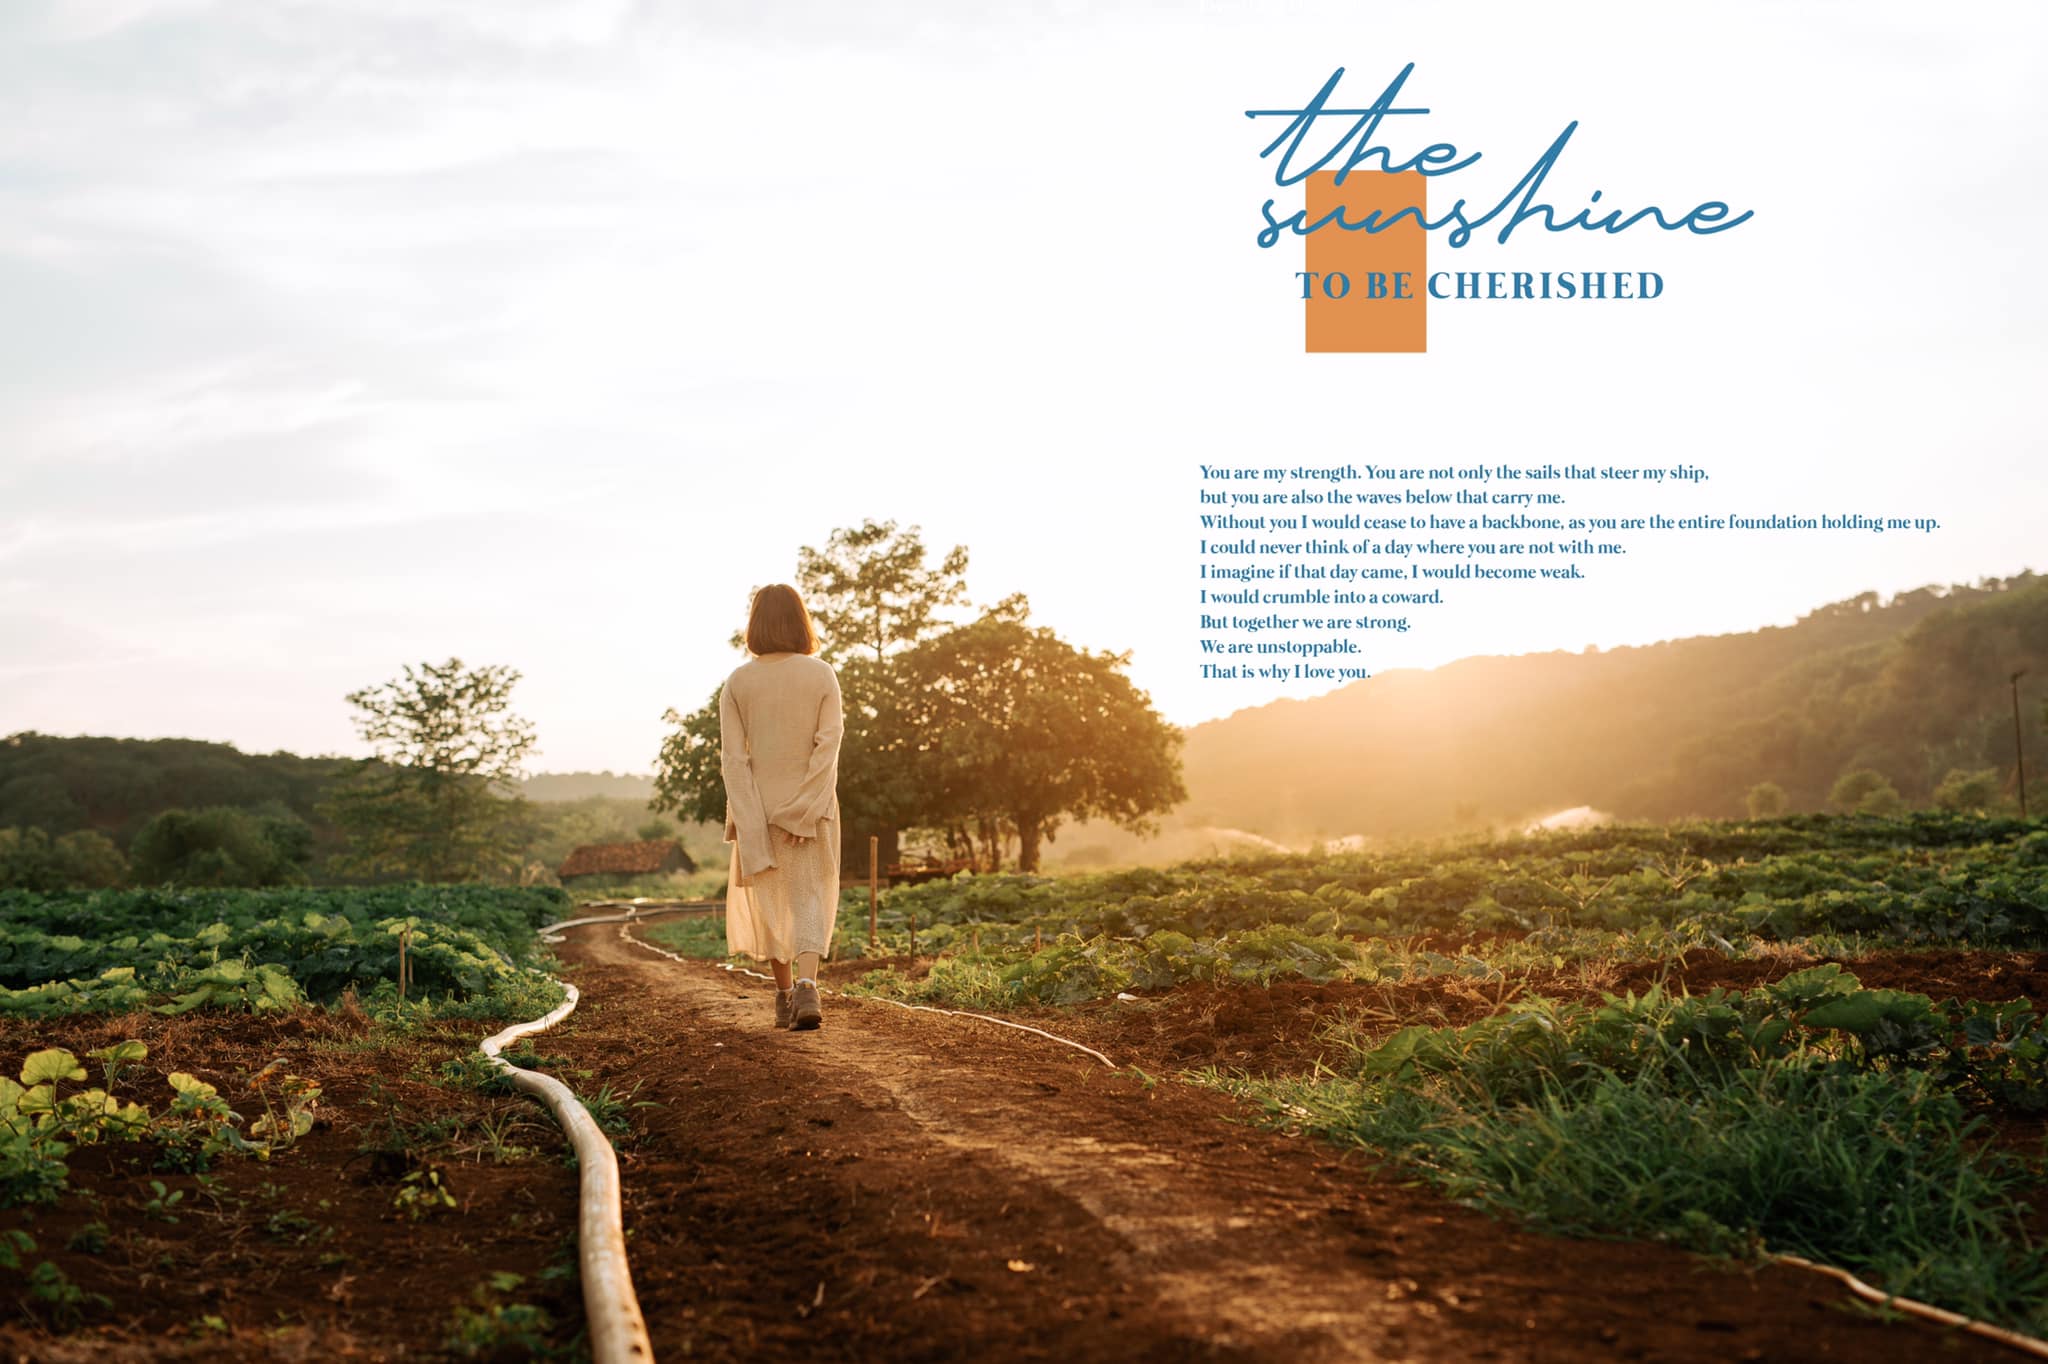 the
sunshine
TO BE CHERISHED
You are my strength. You are not only the sails that steer my ship,
but you are also the waves below that carry me.
Without you I would cease to have a backbone, as you are the entire foundation holding me up.
I could never think of a day where you are not with me.
I imagine if that day came, I would become weak.
I would crumble into a coward.
But together we are strong.
We are unstoppable.
That is why I love you.